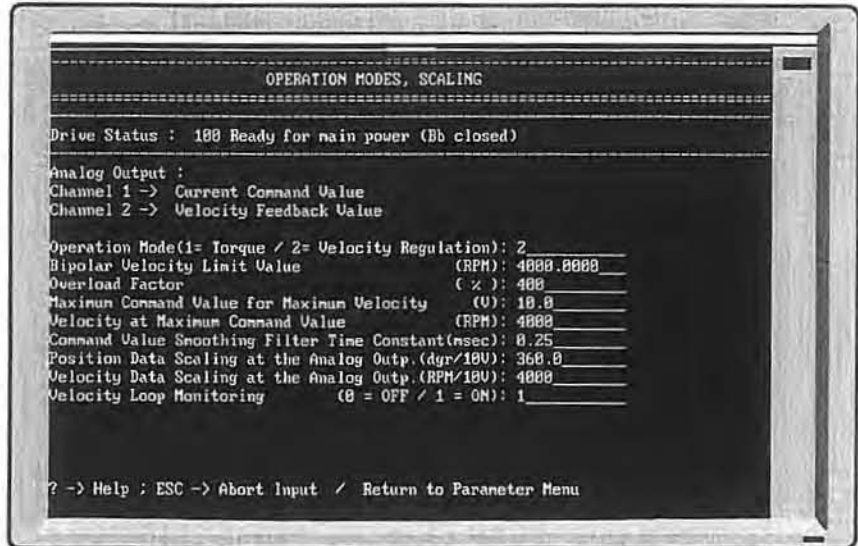 OPERATION MODES, SCALING
Drive Status : 100 Ready for main power (Bb closed)
Analog Output :
Channel 1 -> Current Command Value
Channel 2 -> Velocity Feedback Value
Operation Mode(1= Torque / 2= Velocity Regulation): 2
Bipolar Velocity Limit Value (RPM): 4000.0000
Overload Factor ( % ): 400
Maximum Command Value for Maximum Velocity (V): 10.0
Velocity at Maximum Command Value (RPM): 4000
Command Value Smoothing Filter Time Constant(msec): 0.25
Position Data Scaling at the Analog Outp.(dgr/10V): 360.0
Velocity Data Scaling at the Analog Outp.(RPM/10V): 4000
Velocity Loop Monitoring (0 = OFF / 1 = ON): 1
? -> Help ; ESC -> Abort Input / Return to Parameter Menu